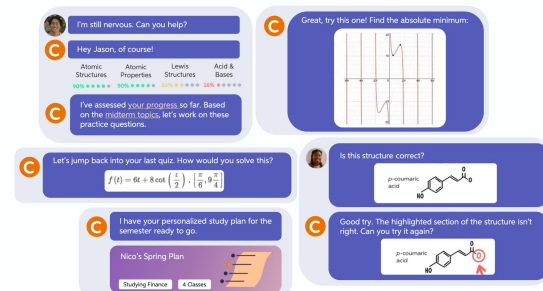 I'm still nervous. Can you help?
Hey Jason, of course!
Atomic Structures
Atomic Properties
Lewis Structures
Acid & Bases
90%
90%
I've assessed your progress so far. Based
on the midterm topics, let's work on these
practice questions.
Great, try this one! Find the absolute minimum:
Let's jump back into your last quiz. How would you solve this?
f(t) = 6t + 8 cot (t/2), [π/6, 9π/4]
I have your personalized study plan for the
semester ready to go.
Nico's Spring Plan
Studying Finance
4 Classes
Is this structure correct?
p-coumaric
acid
HO
O
O
Good try. The highlighted section of the structure isn't
right. Can you try it again?
p-coumaric
acid
HO
O
O